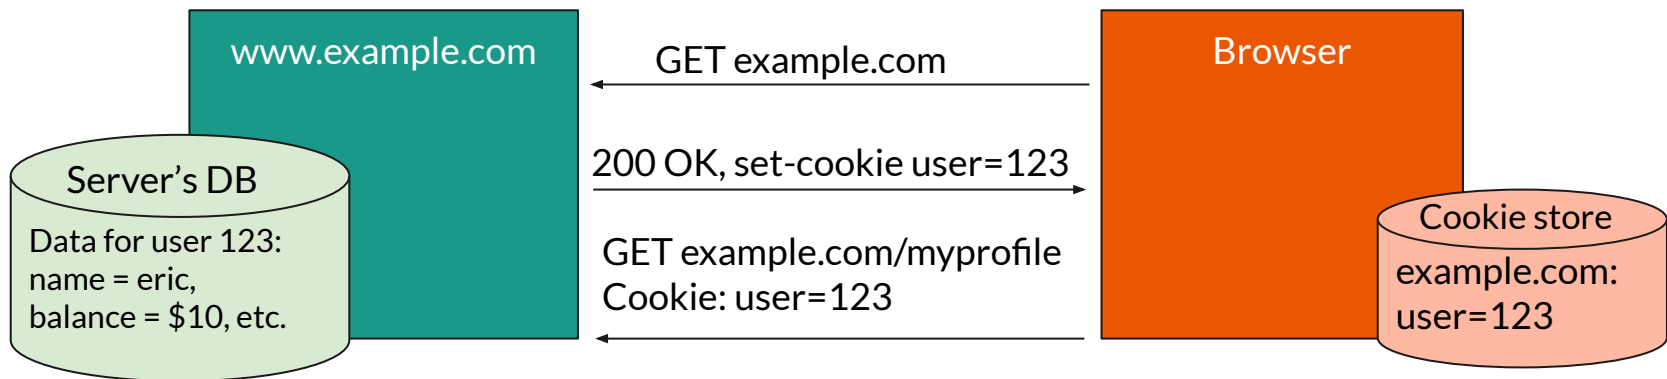 www.example.com
GET example.com
Browser
200 OK, set-cookie user=123
Server’s DB
Data for user 123:
name = eric,
balance = $10, etc.
GET example.com/myprofile
Cookie: user=123
Cookie store
example.com:
user=123